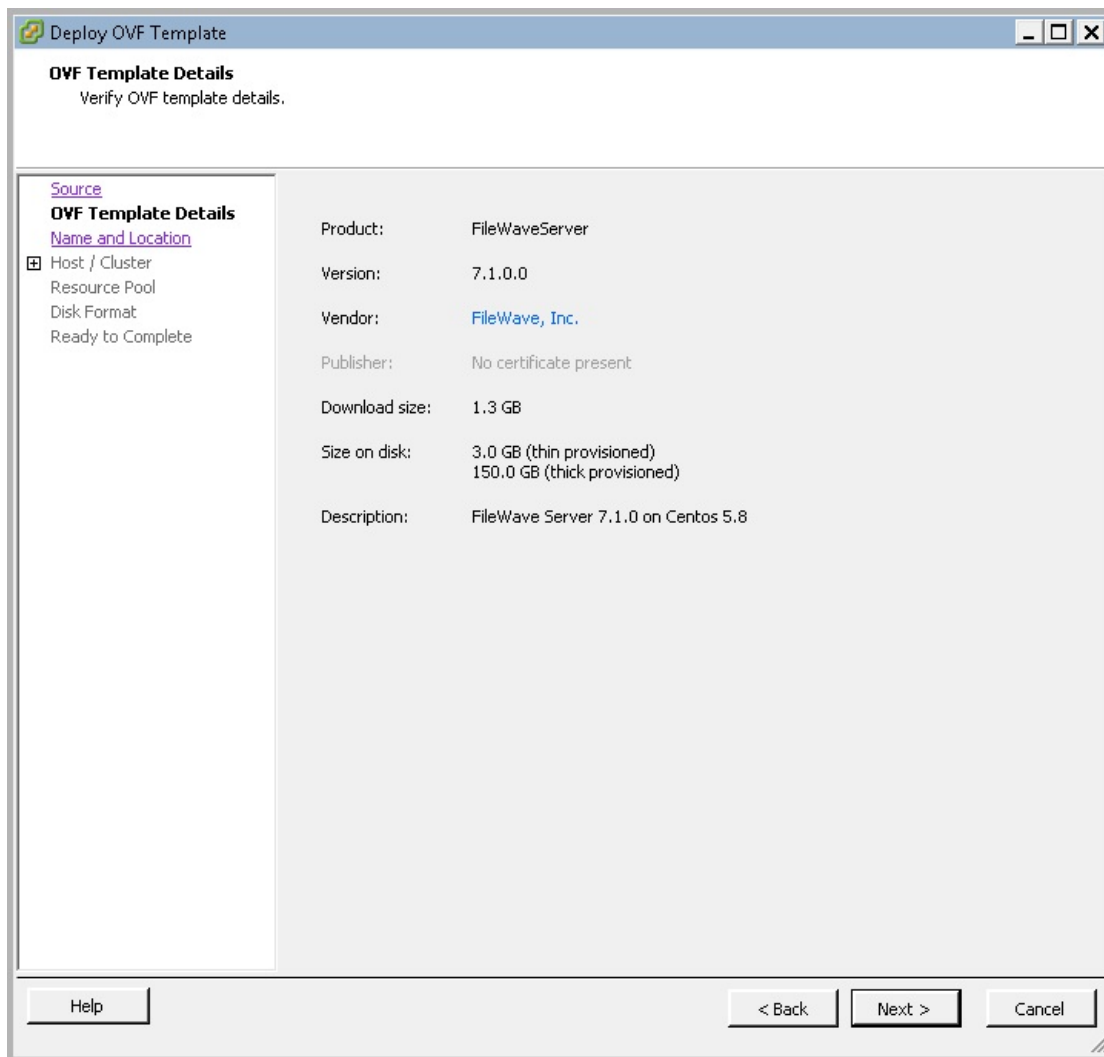 Deploy OVF Template
OVF Template Details
Verify OVF template details.
Source
OVF Template Details
Name and Location
Host / Cluster
Resource Pool
Disk Format
Ready to Complete
Product: FileWaveServer
Version: 7.1.0.0
Vendor: FileWave, Inc.
Publisher: No certificate present
Download size: 1.3 GB
Size on disk: 3.0 GB (thin provisioned)
150.0 GB (thick provisioned)
Description: FileWave Server 7.1.0 on Centos 5.8
Help < Back Next > Cancel